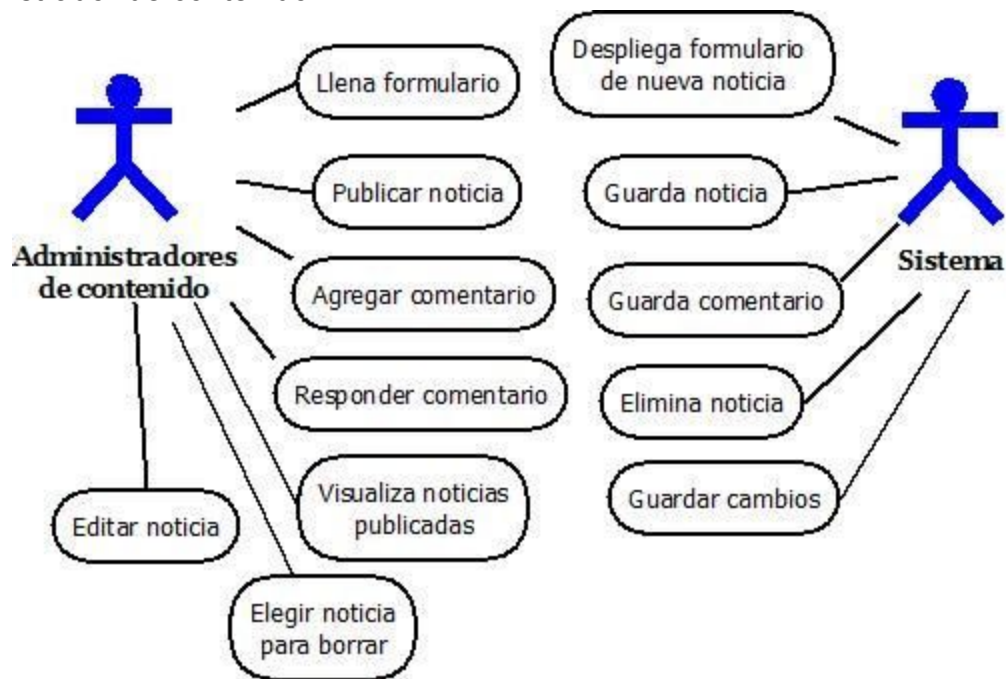 Llena formulario
Despliega formulario
de nueva noticia
Publicar noticia
Guarda noticia
Administradores
de contenido
Sistema
Agregar comentario
Guarda comentario
Responder comentario
Elimina noticia
Visualiza noticias
publicadas
Guardar cambios
Editar noticia
Elegir noticia
para borrar